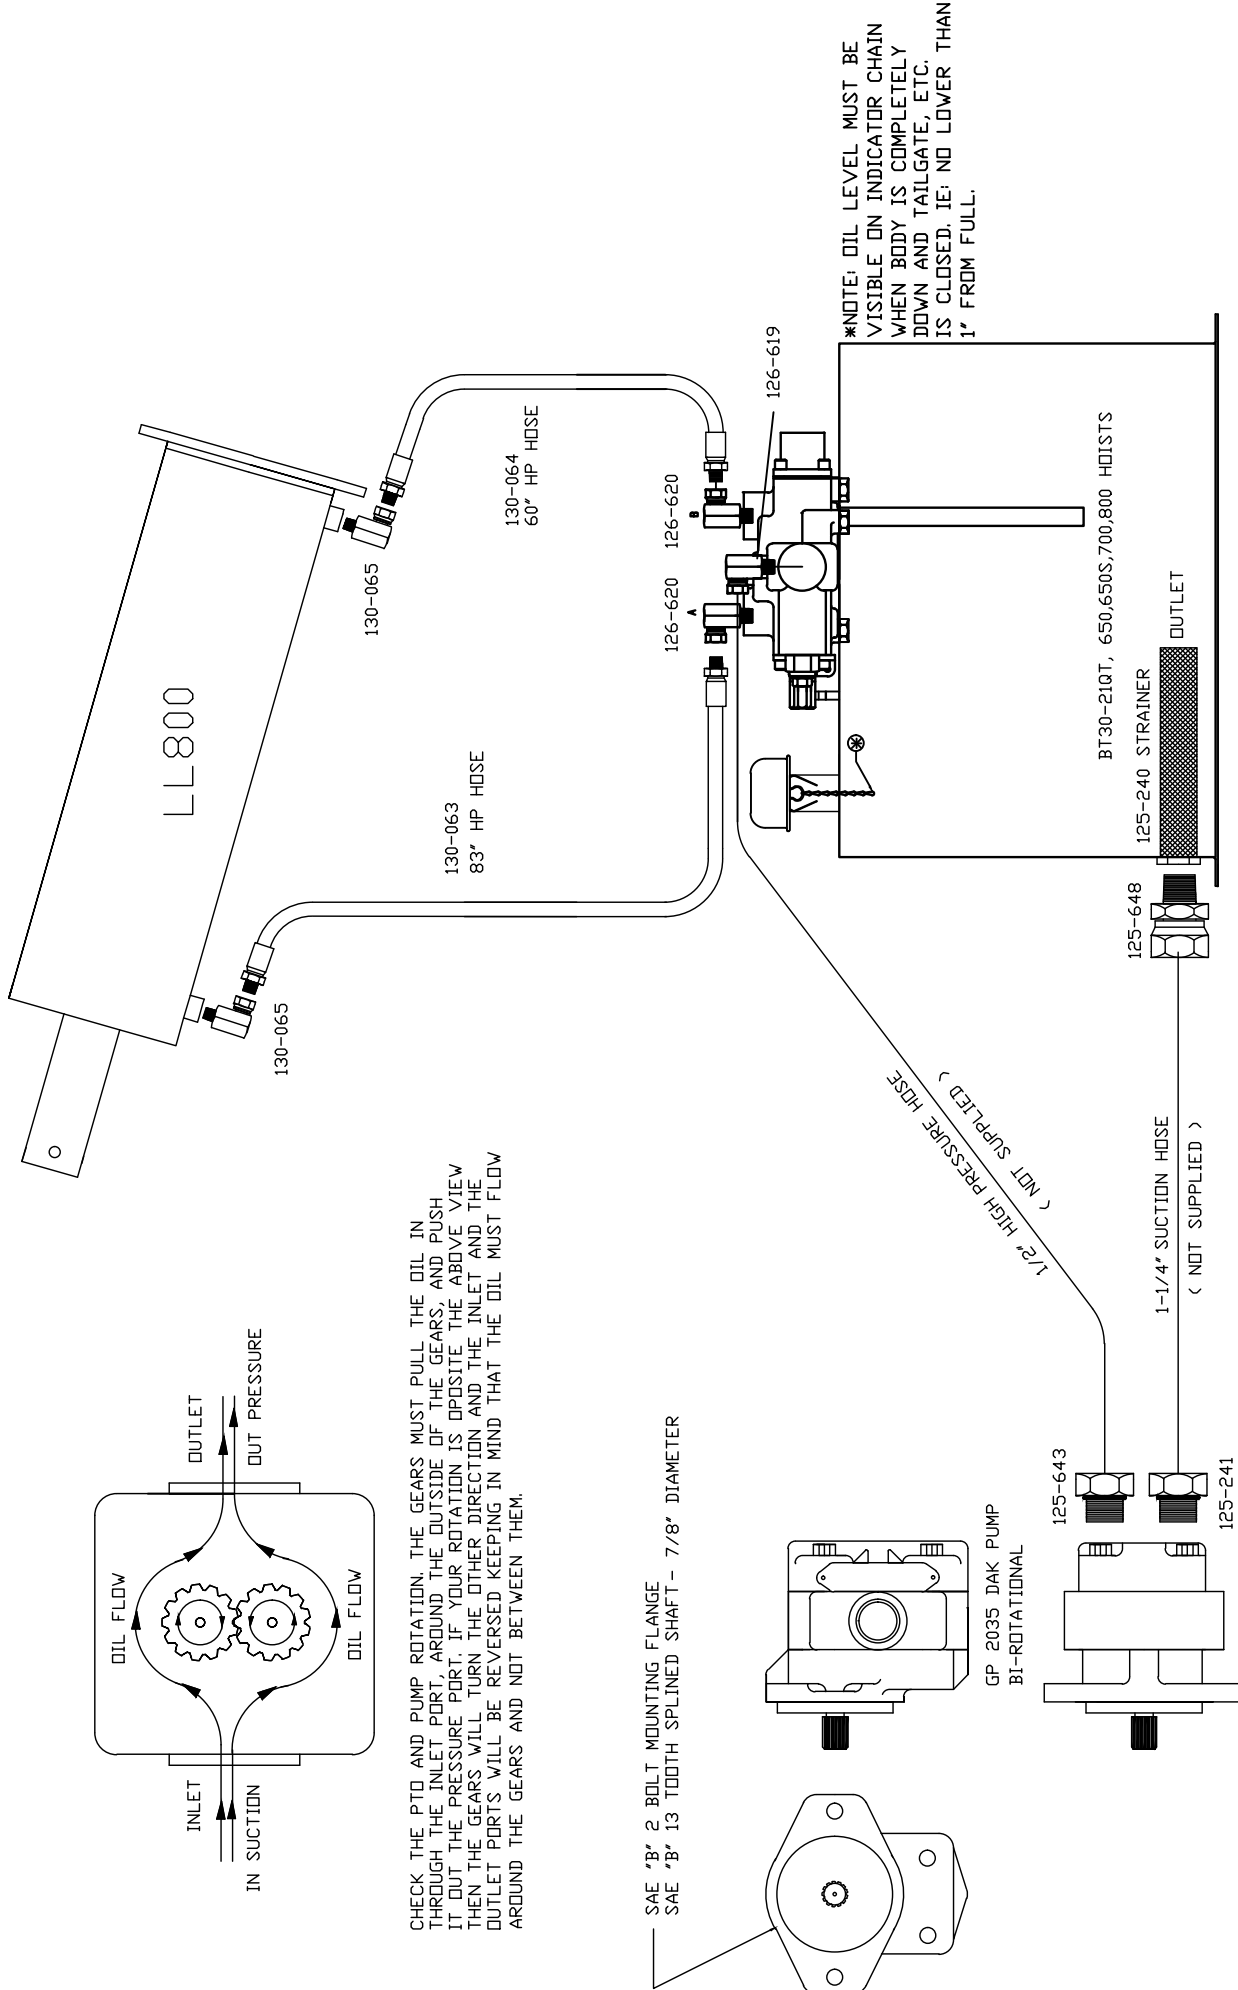 INLET
IN SUCTION
OIL FLOW
OIL FLOW
OUTLET
OUT PRESSURE
CHECK THE PTO AND PUMP ROTATION. THE GEARS MUST PULL THE OIL IN
THROUGH THE INLET PORT, AROUND THE OUTSIDE OF THE GEARS, AND PUSH
IT OUT THE PRESSURE PORT. IF YOUR ROTATION IS OPOSITE THE ABOVE VIEW
THEN THE GEARS WILL TURN THE OTHER DIRECTION AND THE INLET AND THE
OUTLET PORTS WILL BE REVERSED KEEPING IN MIND THAT THE OIL MUST FLOW
AROUND THE GEARS AND NOT BETWEEN THEM.
LL800
130-065
130-065
130-063
83" HP HOSE
130-064
60" HP HOSE
126-620
A
126-620
B
126-619
*NOTE: OIL LEVEL MUST BE
VISIBLE ON INDICATOR CHAIN
WHEN BODY IS COMPLETELY
DOWN AND TAILGATE, ETC.
IS CLOSED. IE: NO LOWER THAN
1" FROM FULL.
*
SAE "B" 2 BOLT MOUNTING FLANGE
SAE "B" 13 TOOTH SPLINED SHAFT- 7/8" DIAMETER
GP 2035 DAK PUMP
BI-ROTATIONAL
125-643
125-241
1/2" HIGH PRESSURE HOSE
( NOT SUPPLIED )
1-1/4" SUCTION HOSE
( NOT SUPPLIED )
125-648
125-240 STRAINER
OUTLET
BT30-21QT, 650,650S,700,800 HOISTS